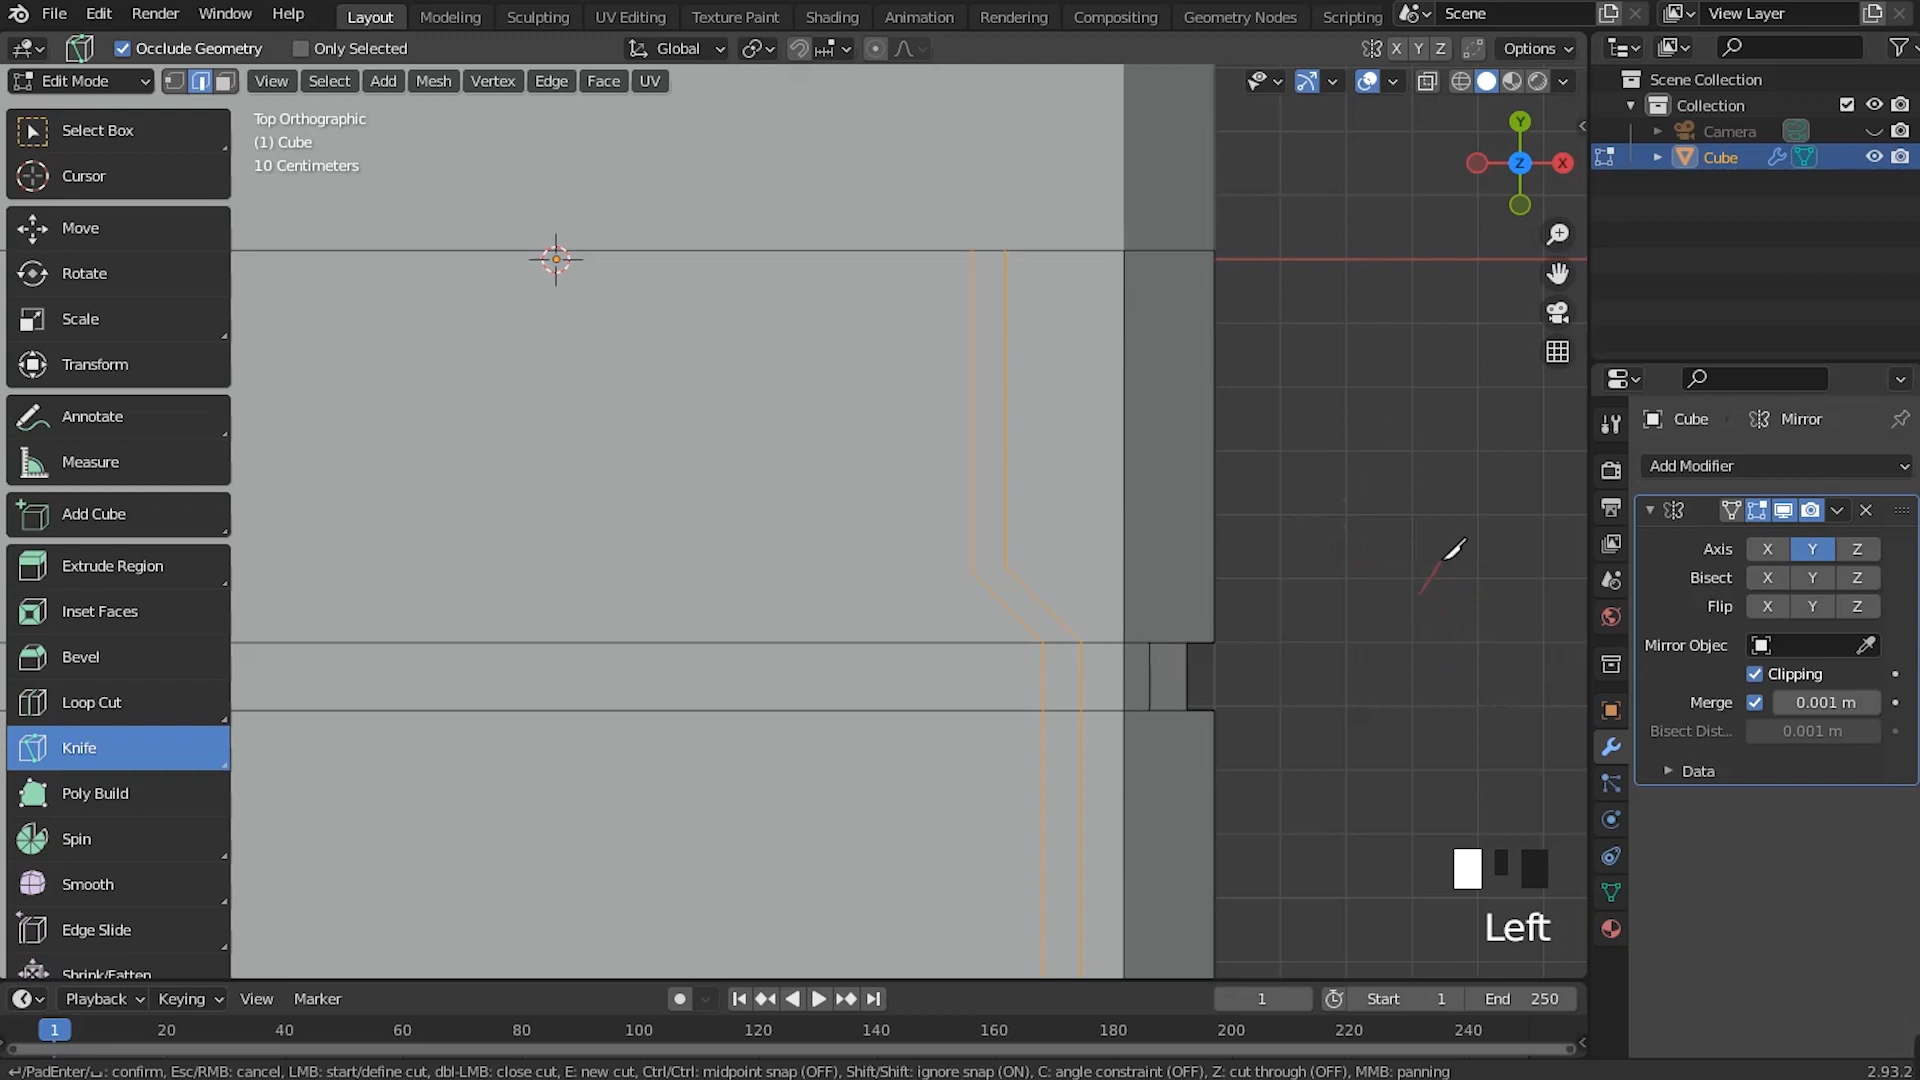 File Edit Render Window Help Layout Modeling Sculpting UV Editing Texture Paint Shading Animation Rendering Compositing Geometry Nodes Scripting Scene View Layer
Occlude Geometry Only Selected Global X Y Z Options
Edit Mode View Select Add Mesh Vertex Edge Face UV
Scene Collection
Collection
Camera
Cube
Top Orthographic
(1) Cube
10 Centimeters
Y
Z
X
Select Box
Cursor
Move
Rotate
Scale
Transform
Annotate
Measure
Add Cube
Extrude Region
Inset Faces
Bevel
Loop Cut
Knife
Poly Build
Spin
Smooth
Edge Slide
Shrink/Fatten
Cube Mirror
Add Modifier
Axis X Y Z
Bisect X Y Z
Flip X Y Z
Mirror Objec
Clipping
Merge 0.001 m
Bisect Dist... 0.001 m
Data
Left
Playback Keying View Marker 1 Start 1 End 250
1 20 40 60 80 100 120 140 160 180 200 220 240
/PadEnter/: confirm, Esc/RMB: cancel, LMB: start/define cut, dbl-LMB: close cut, E: new cut, Ctrl/Ctrl: midpoint snap (OFF), Shift/Shift: ignore snap (ON), C: angle constraint (OFF), Z: cut through (OFF), MMB: panning 2.93.2